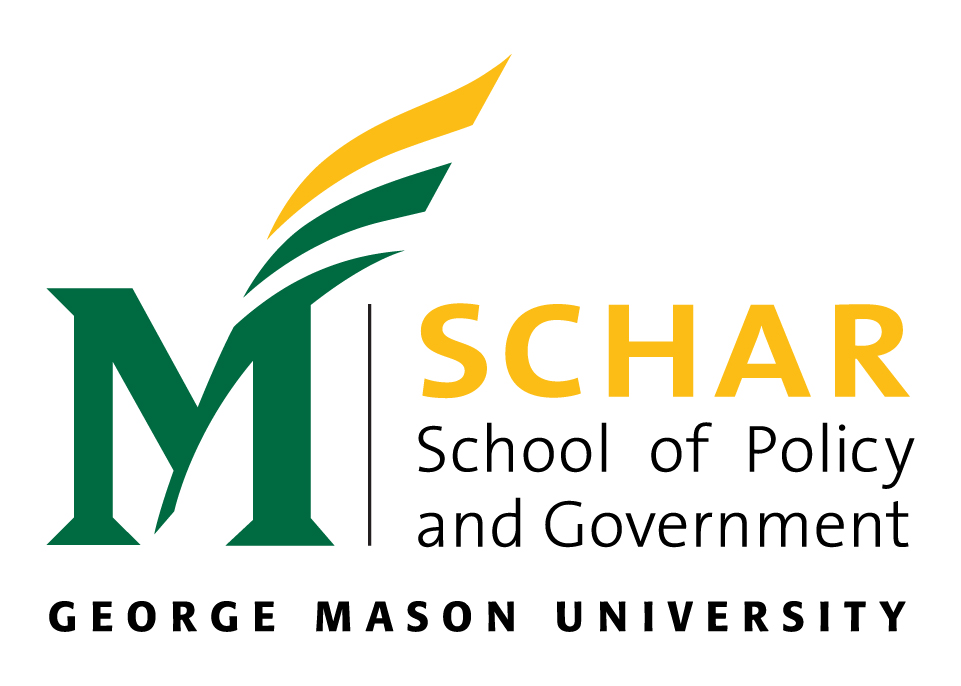 M
SCHAR
School of Policy
and Government
GEORGE MASON UNIVERSITY